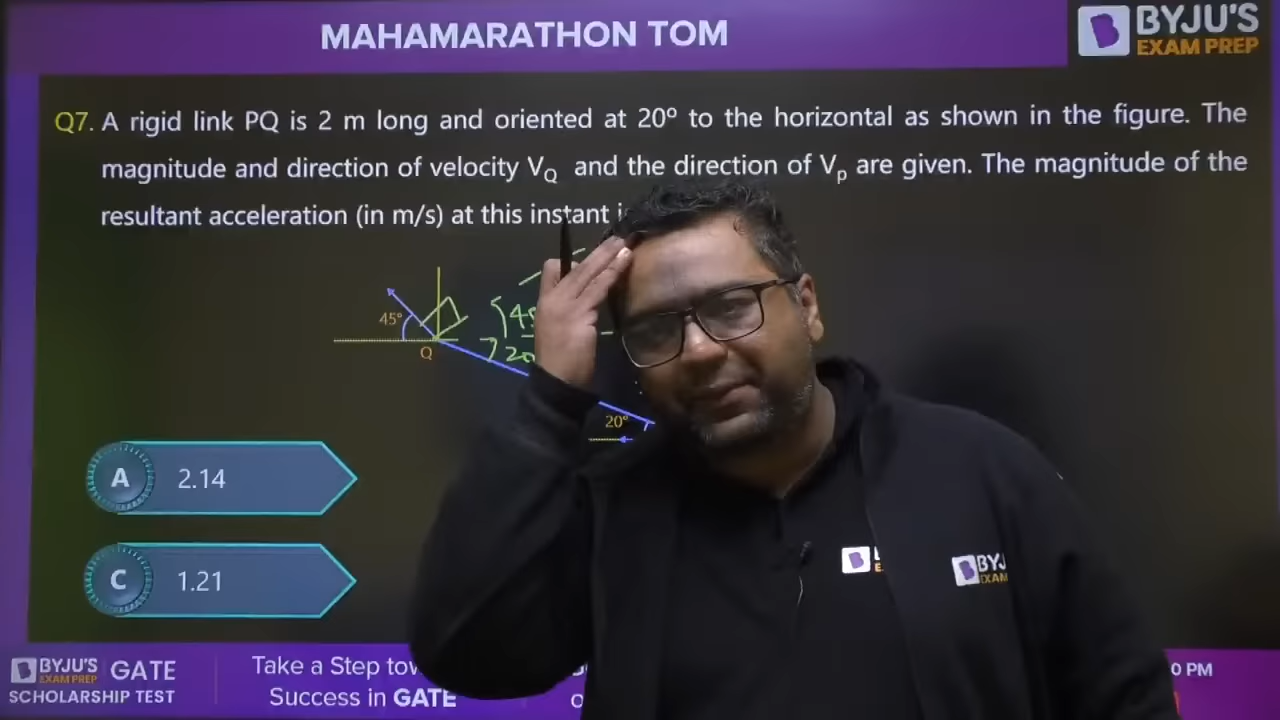 MAHAMARATHON TOM
BYJU'S
EXAM PREP
Q7. A rigid link PQ is 2 m long and oriented at 20º to the horizontal as shown in the figure. The
magnitude and direction of velocity VQ and the direction of Vp are given. The magnitude of the
resultant acceleration (in m/s) at this instant
45°
Q
20
20°
A 2.14
C 1.21
BYJU'S
EXAM PREP
GATE
SCHOLARSHIP TEST
Take a Step
Success in GATE
PM